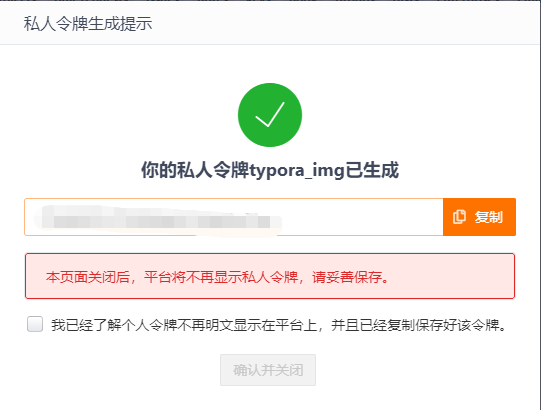 私人令牌生成提示
你的私人令牌typora_img已生成
复制
本页面关闭后，平台将不再显示私人令牌，请妥善保存。
我已经了解个人令牌不再明文显示在平台上，并且已经复制保存好该令牌。
确认并关闭